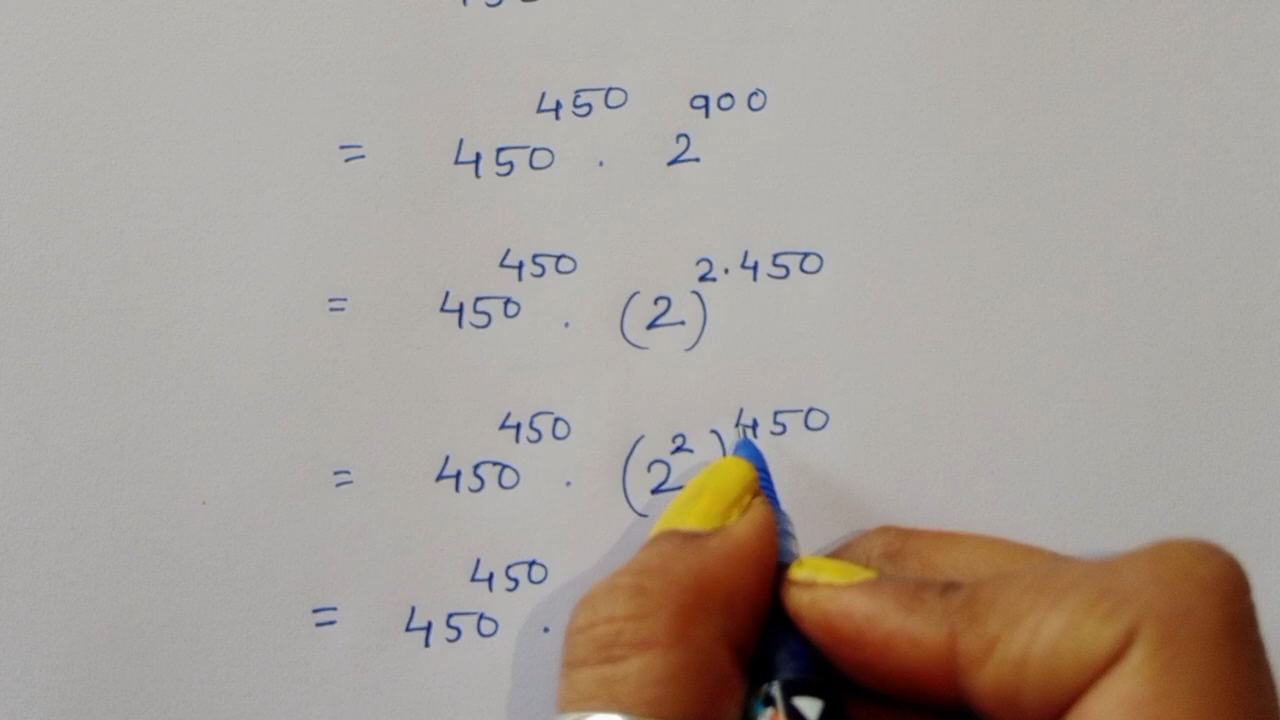 = 450^450 . 2^900
= 450^450 . (2)^2.450
= 450^450 . (2^2)^450
= 450^450 .